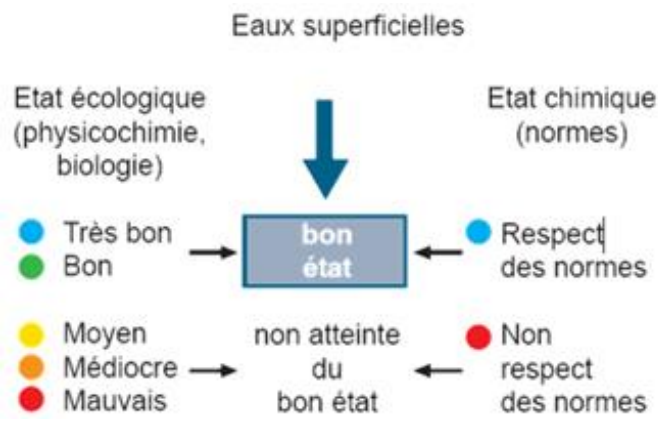 Eaux superficielles
Etat écologique
(physicochimie,
biologie)
Etat chimique
(normes)
Très bon
Bon
bon
état
Respect
des normes
Moyen
Médiocre
Mauvais
non atteinte
du
bon état
Non
respect
des normes